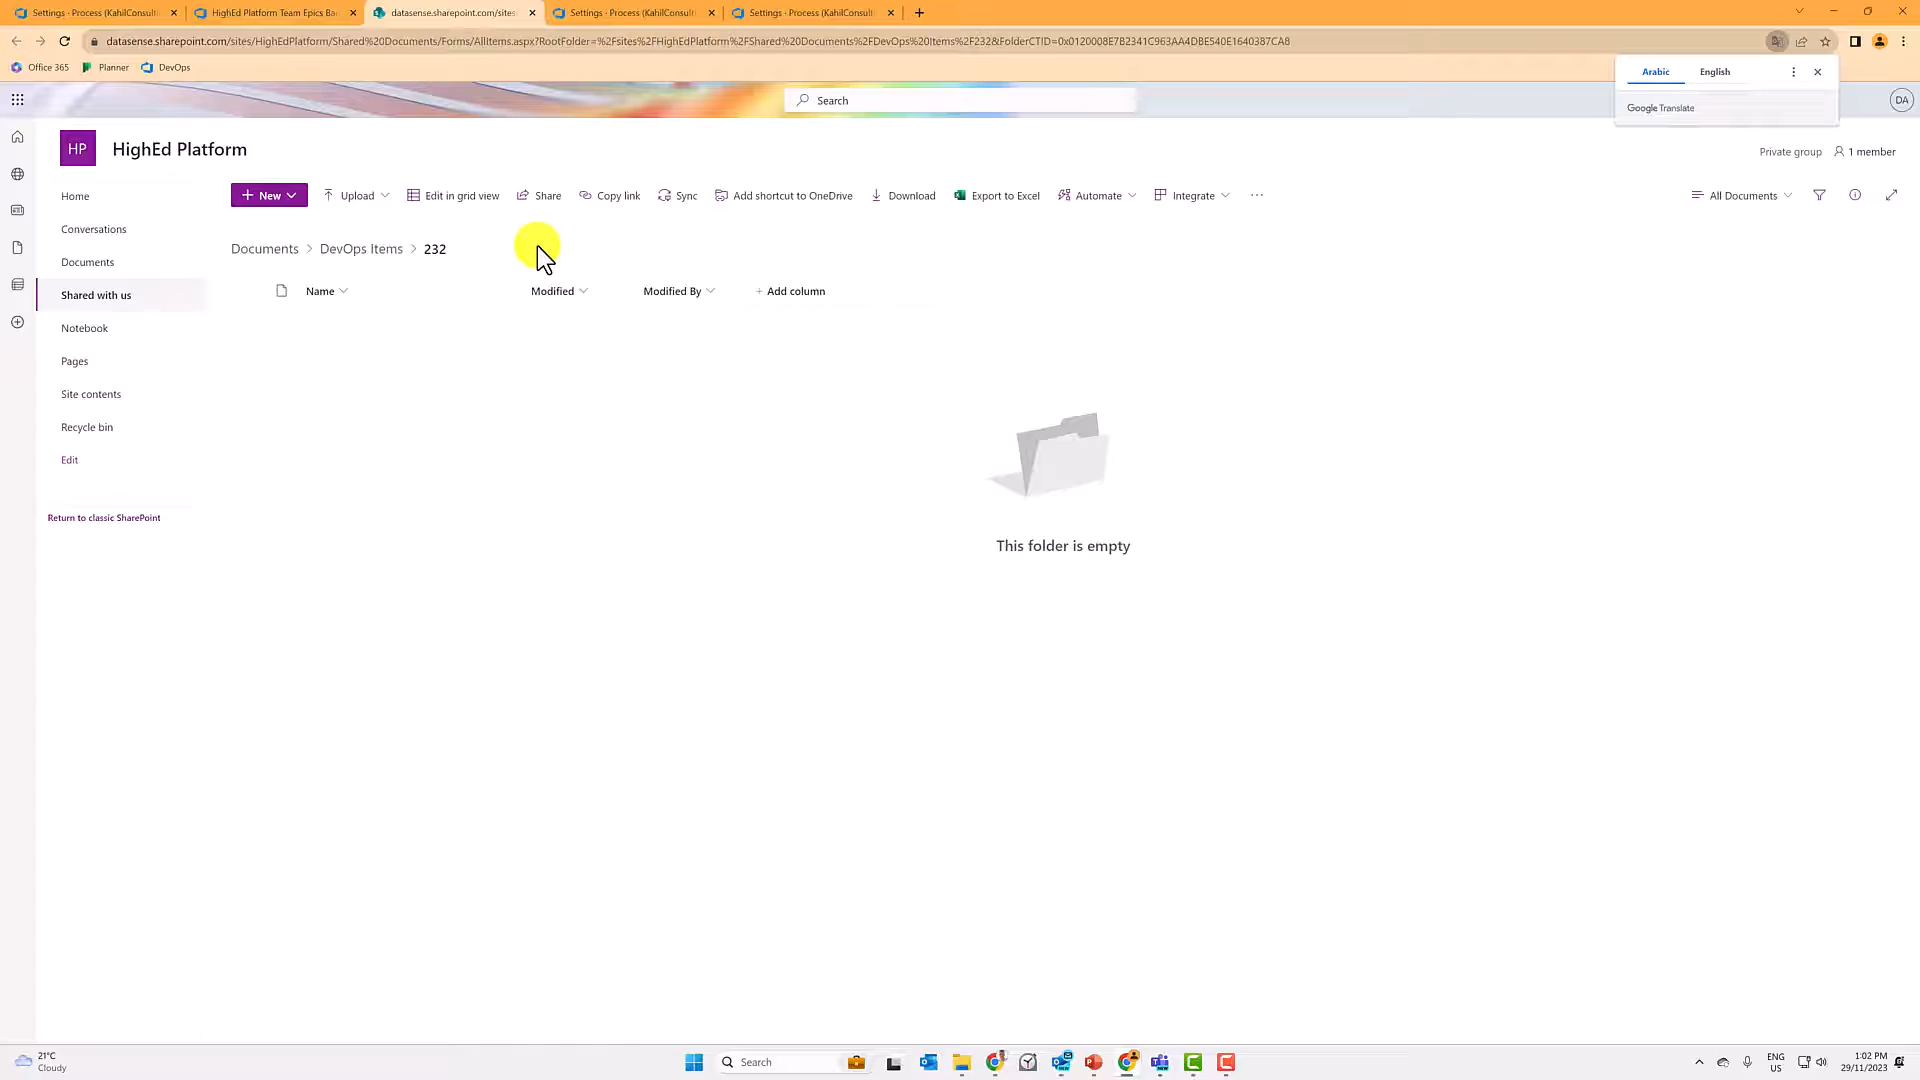 Settings - Process (KahilConsulti
HighEd Platform Team Epics Ba
datasense.sharepoint.com/sites
Settings - Process (KahilConsulti
Settings - Process (KahilConsulti
datasense.sharepoint.com/sites/HighEdPlatform/Shared%20Documents/Forms/AllItems.aspx?RootFolder=%2Fsites%2FHighEdPlatform%2FShared%20Documents%2FDevOps%20Items%2F232&FolderCTID=0x0120008E7B2341C963AA4DBE540E1640387CA8
Office 365
Planner
DevOps
Arabic
English
Google Translate
Search
DA
HP
HighEd Platform
Private group
1 member
Home
Conversations
Documents
Shared with us
Notebook
Pages
Site contents
Recycle bin
Edit
Return to classic SharePoint
New
Upload
Edit in grid view
Share
Copy link
Sync
Add shortcut to OneDrive
Download
Export to Excel
Automate
Integrate
All Documents
Documents > DevOps Items > 232
Name
Modified
Modified By
+ Add column
This folder is empty
21°C
Cloudy
Search
ENG
US
1:02 PM
29/11/2023